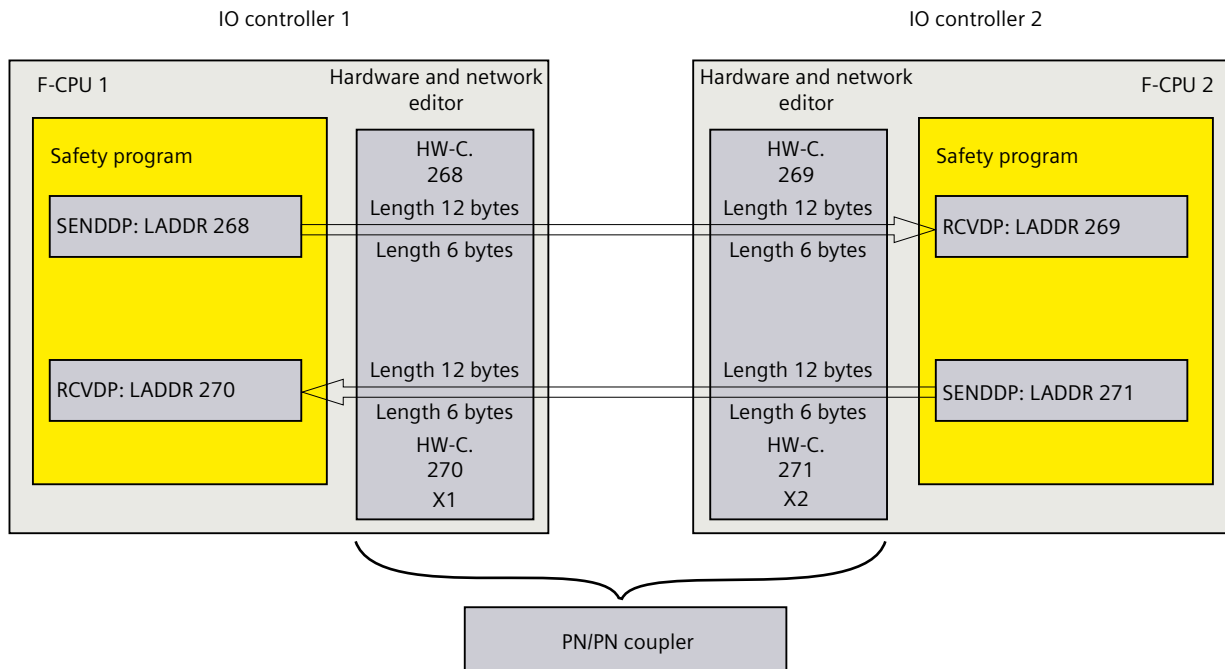 IO controller 1
IO controller 2
F-CPU 1
Hardware and network
editor
Safety program
HW-C.
268
SENDDP: LADDR 268
Length 12 bytes
Length 6 bytes
RCVDP: LADDR 270
Length 12 bytes
Length 6 bytes
HW-C.
270
X1
Hardware and network
editor
F-CPU 2
HW-C.
269
Safety program
Length 12 bytes
Length 6 bytes
RCVDP: LADDR 269
Length 12 bytes
Length 6 bytes
SENDDP: LADDR 271
HW-C.
271
X2
PN/PN coupler